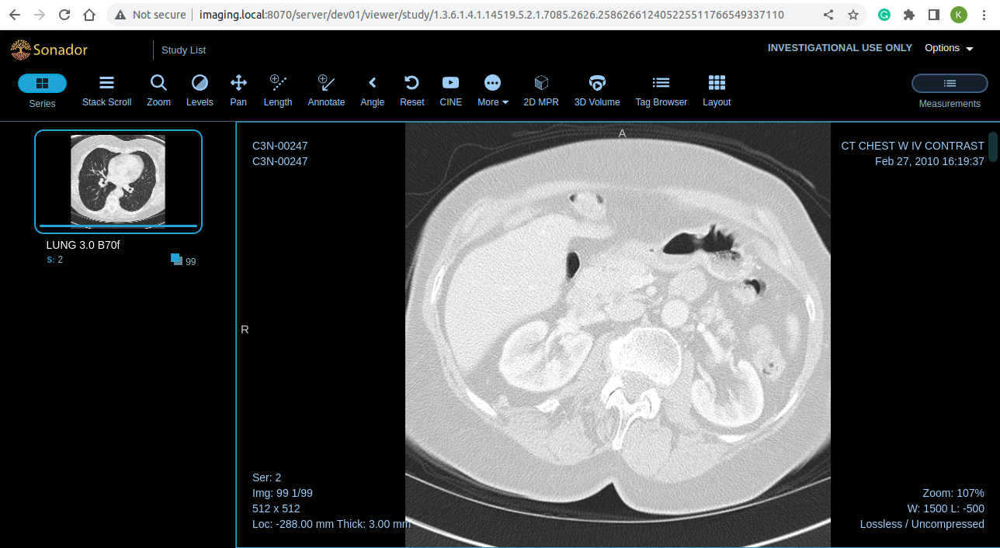 Not secure imaging.local:8070/server/dev01/viewer/study/1.3.6.1.4.1.14519.5.2.1.7085.2626.258626612405225511766549337110
K
Sonador
Study List
INVESTIGATIONAL USE ONLY
Options
Series
Stack Scroll
Zoom
Levels
Pan
Length
Annotate
Angle
Reset
CINE
More
2D MPR
3D Volume
Tag Browser
Layout
Measurements
LUNG 3.0 B70f
S: 2
99
C3N-00247
C3N-00247
A
CT CHEST W IV CONTRAST
Feb 27, 2010 16:19:37
R
Ser: 2
Img: 99 1/99
512 x 512
Loc: -288.00 mm Thick: 3.00 mm
Zoom: 107%
W: 1500 L: -500
Lossless / Uncompressed